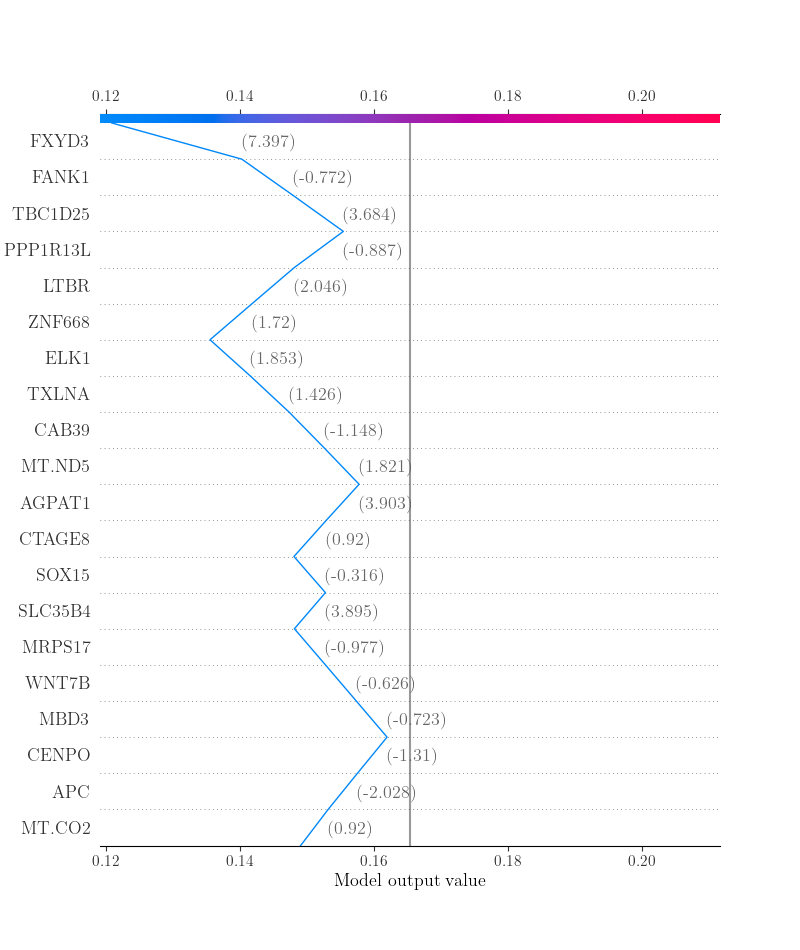 0.12 0.14 0.16 0.18 0.20
FXYD3 (7.397)
FANK1 (-0.772)
TBC1D25 (3.684)
PPP1R13L (-0.887)
LTBR (2.046)
ZNF668 (1.72)
ELK1 (1.853)
TXLNA (1.426)
CAB39 (-1.148)
MT.ND5 (1.821)
AGPAT1 (3.903)
CTAGE8 (0.92)
SOX15 (-0.316)
SLC35B4 (3.895)
MRPS17 (-0.977)
WNT7B (-0.626)
MBD3 (-0.723)
CENPO (-1.31)
APC (-2.028)
MT.CO2 (0.92)
0.12 0.14 0.16 0.18 0.20
Model output value